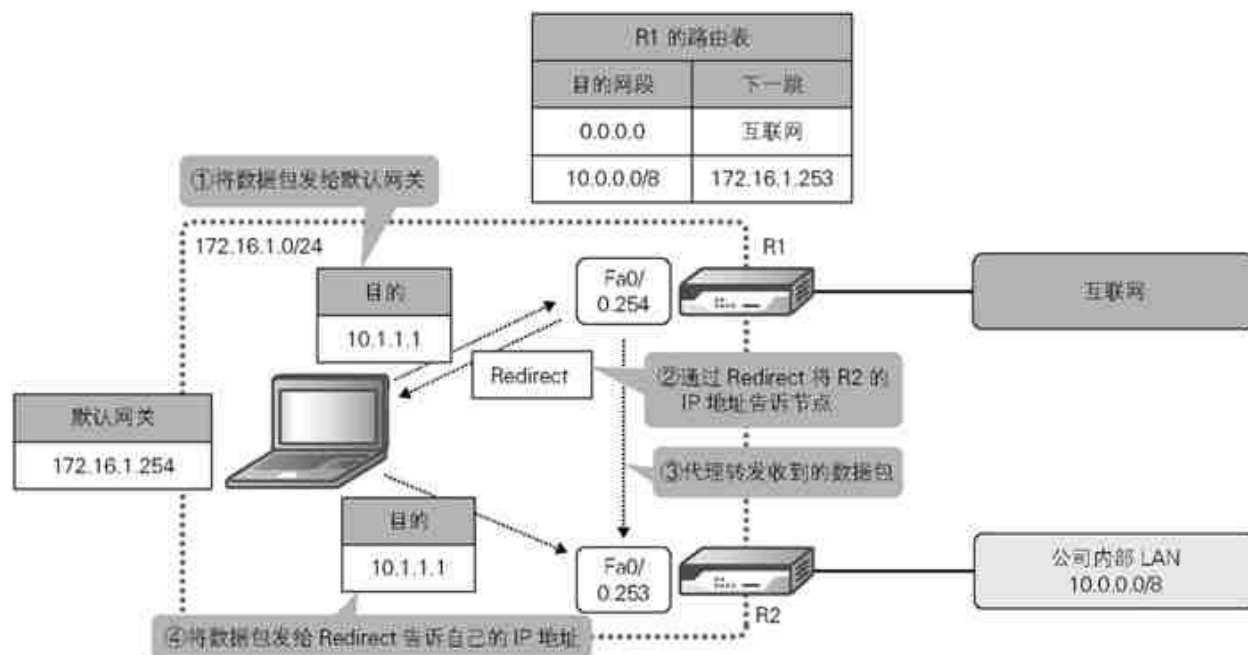 R1 的路由表
目的网段 下一跳
0.0.0.0 互联网
10.0.0.0/8 172.16.1.253
①将数据包发给默认网关
172.16.1.0/24
R1
目的
10.1.1.1
Fa0/
0.254
互联网
Redirect
②通过 Redirect 将 R2 的
IP 地址告诉节点
默认网关
172.16.1.254
③代理转发收到的数据包
目的
10.1.1.1
Fa0/
0.253
公司内部 LAN
10.0.0.0/8
R2
④将数据包发给 Redirect 告诉自己的 IP 地址